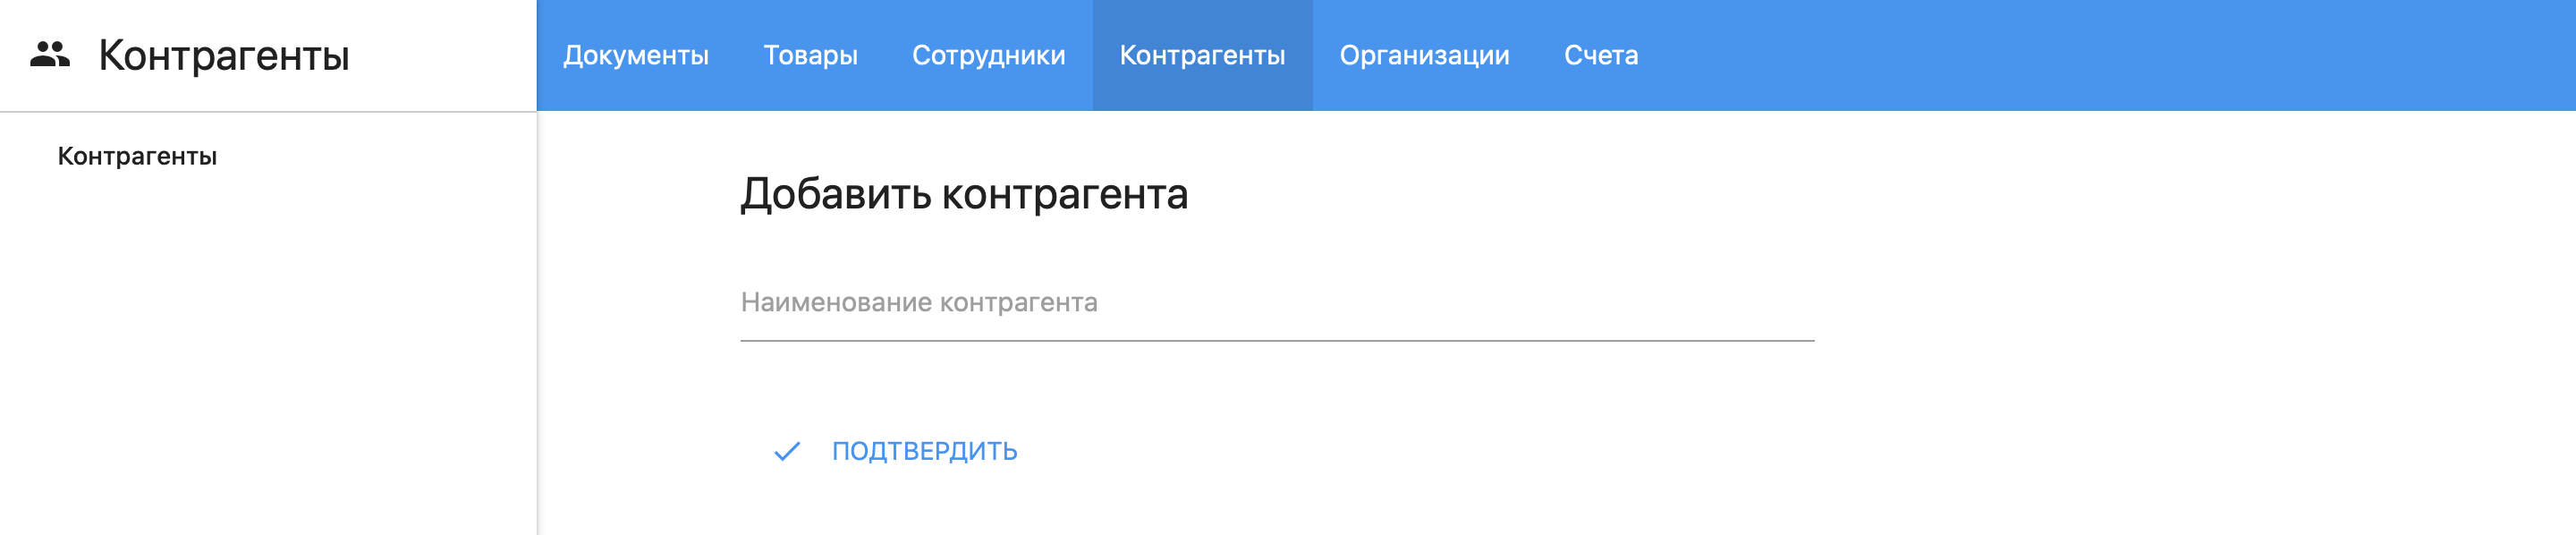 Контрагенты
Документы Товары Сотрудники Контрагенты Организации Счета
Контрагенты
Добавить контрагента
Наименование контрагента
ПОДТВЕРДИТЬ